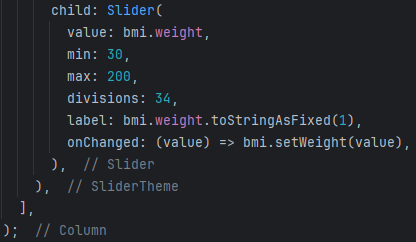 child: Slider(
value: bmi.weight,
min: 30,
max: 200,
divisions: 34,
label: bmi.weight.toStringAsFixed(1),
onChanged: (value) => bmi.setWeight(value),
), // Slider
), // SliderTheme
],
); // Column